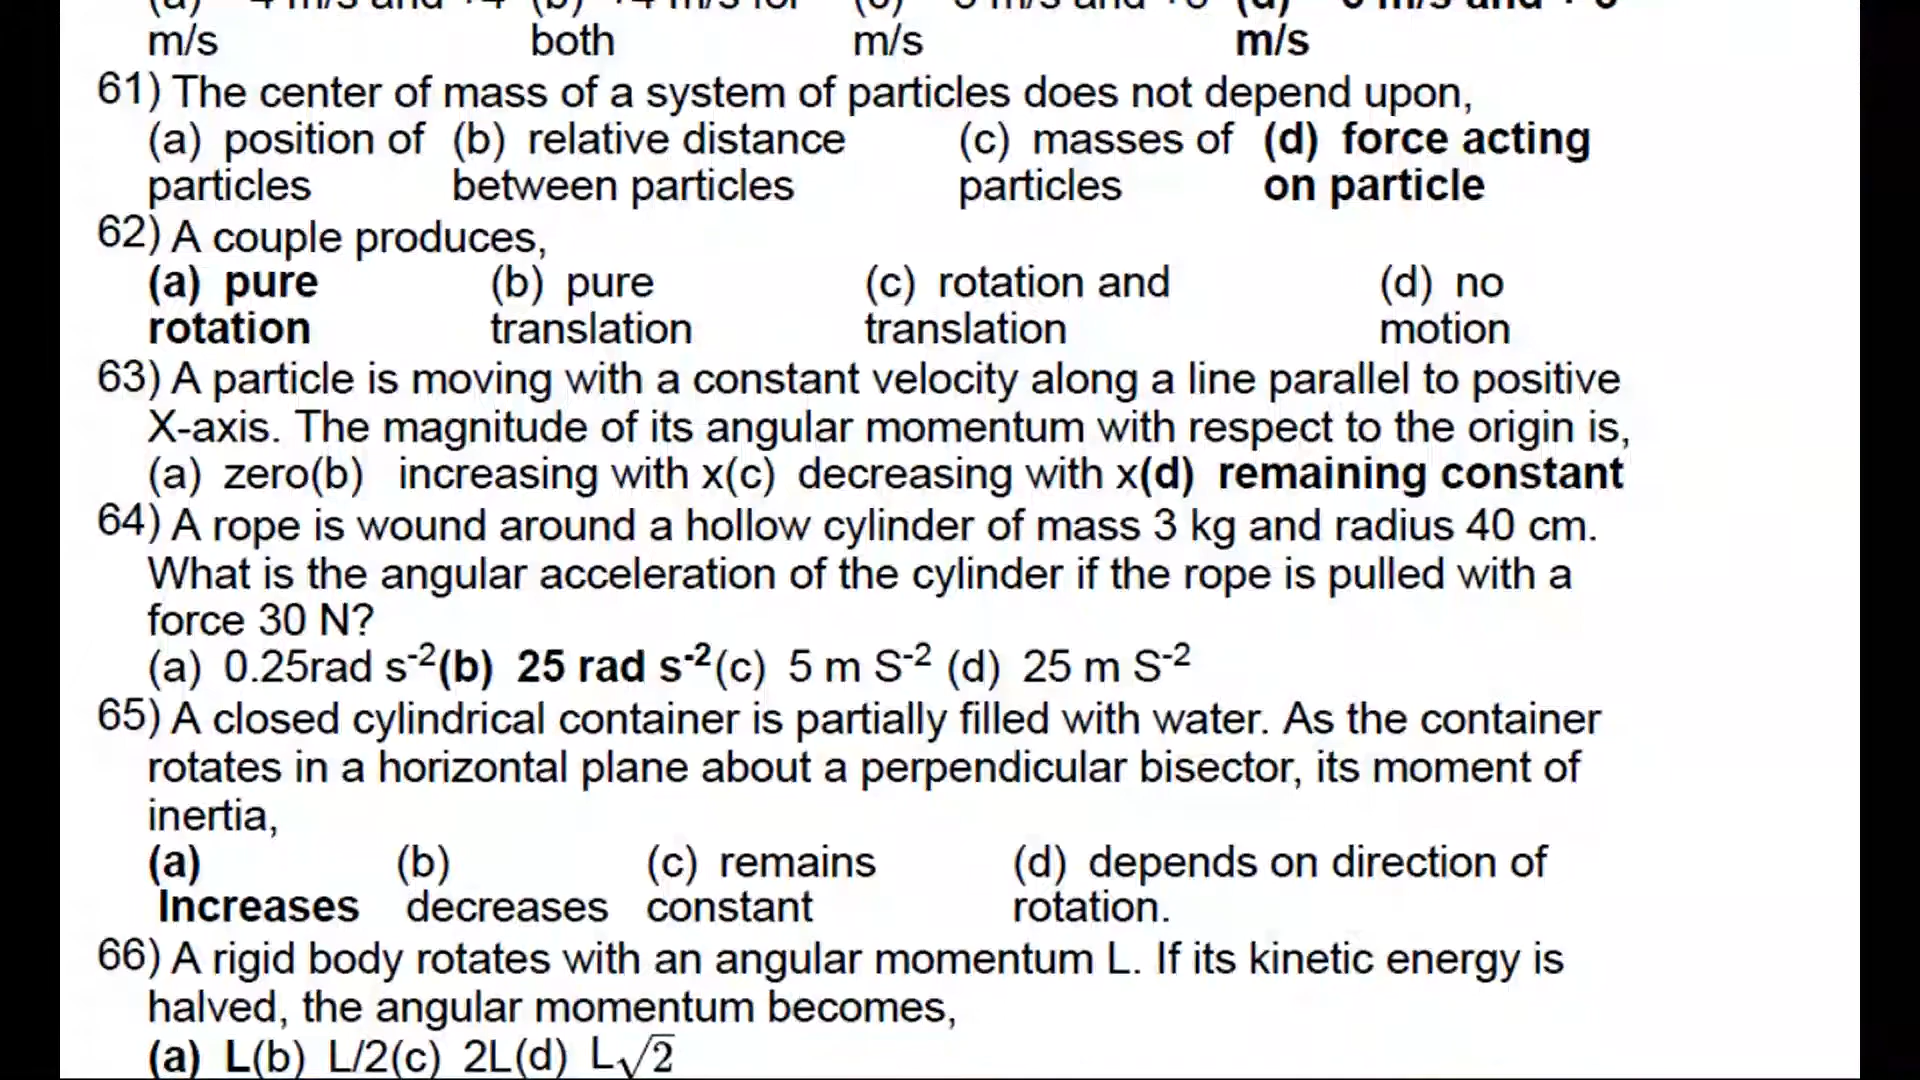 m/s both m/s m/s
61) The center of mass of a system of particles does not depend upon,
(a) position of (b) relative distance (c) masses of (d) force acting
particles between particles particles on particle
62) A couple produces,
(a) pure (b) pure (c) rotation and (d) no
rotation translation translation motion
63) A particle is moving with a constant velocity along a line parallel to positive
X-axis. The magnitude of its angular momentum with respect to the origin is,
(a) zero(b) increasing with x(c) decreasing with x(d) remaining constant
64) A rope is wound around a hollow cylinder of mass 3 kg and radius 40 cm.
What is the angular acceleration of the cylinder if the rope is pulled with a
force 30 N?
(a) 0.25rad s⁻²(b) 25 rad s⁻²(c) 5 m S⁻² (d) 25 m S⁻²
65) A closed cylindrical container is partially filled with water. As the container
rotates in a horizontal plane about a perpendicular bisector, its moment of
inertia,
(a) (b) (c) remains (d) depends on direction of
Increases decreases constant rotation.
66) A rigid body rotates with an angular momentum L. If its kinetic energy is
halved, the angular momentum becomes,
(a) L(b) L/2(c) 2L(d) L√2